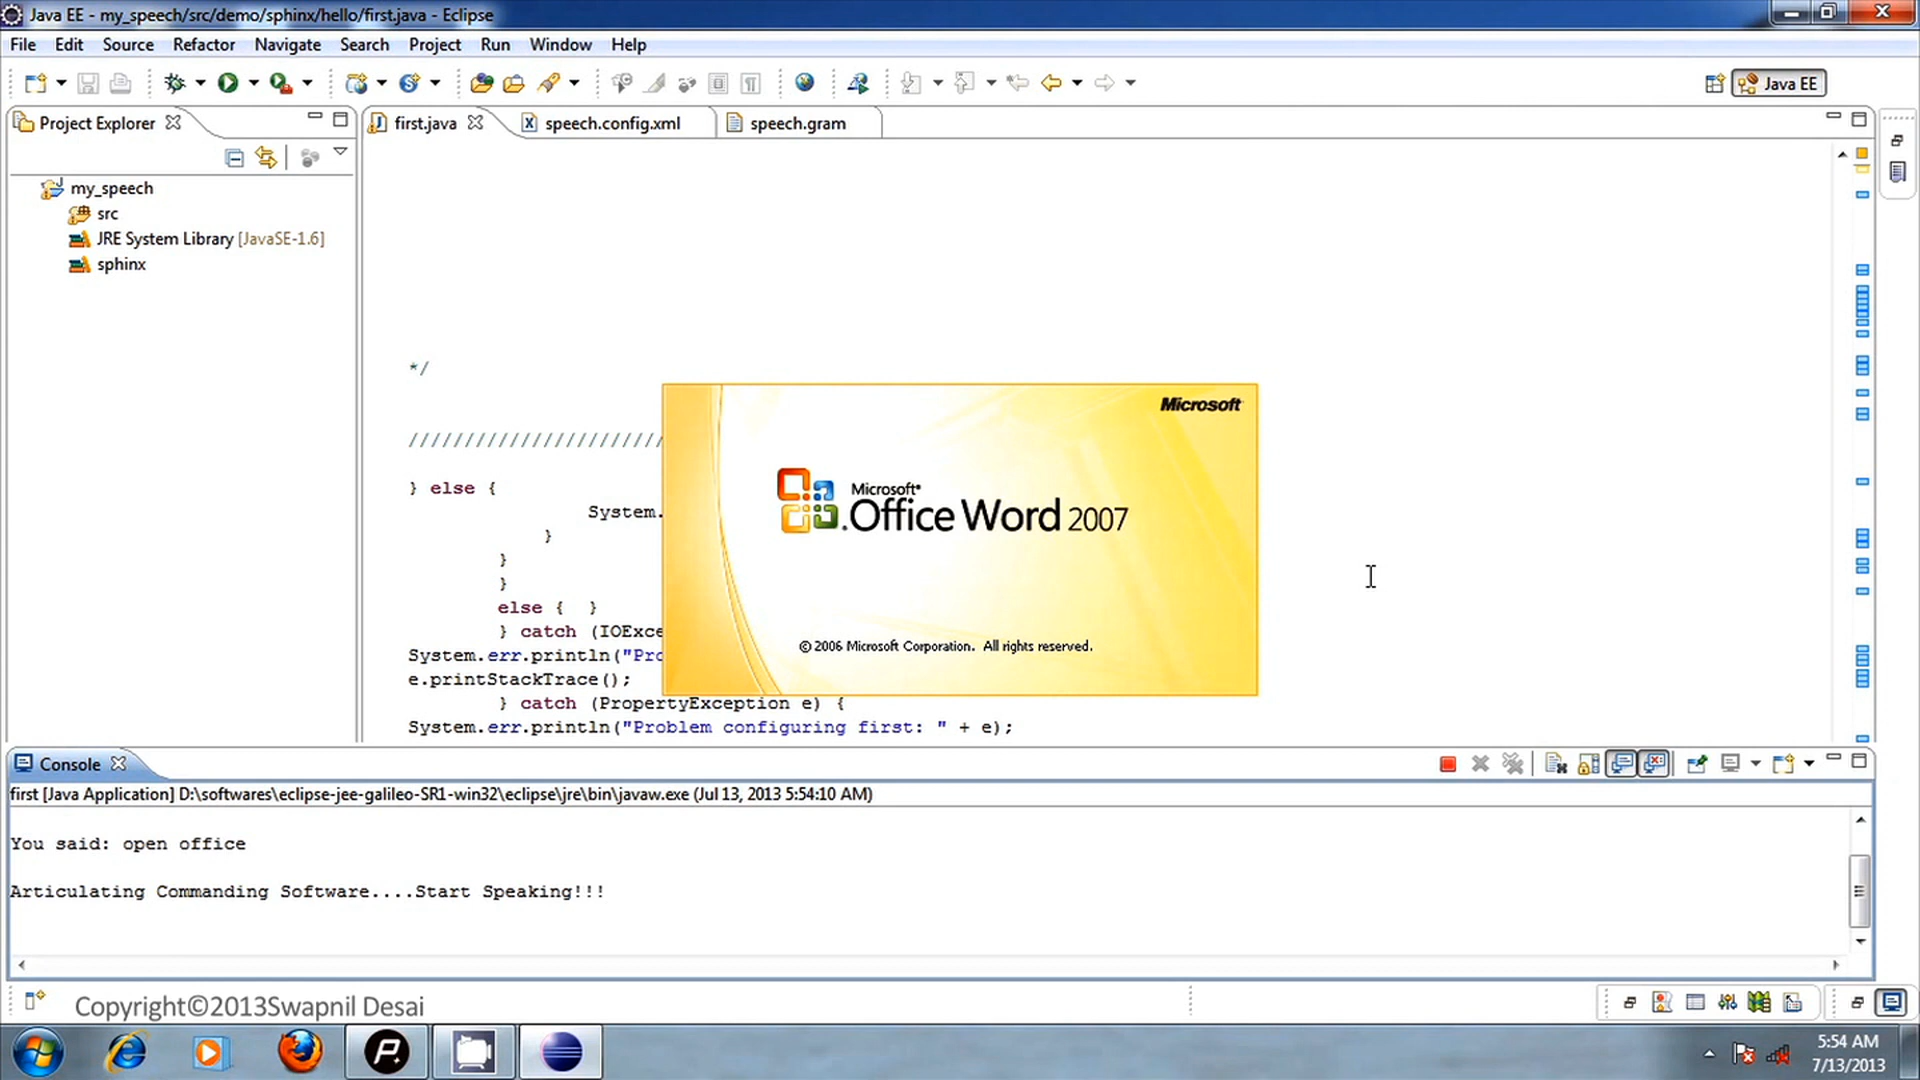 Java EE - my_speech/src/demo/sphinx/hello/first.java - Eclipse
File Edit Source Refactor Navigate Search Project Run Window Help
Java EE
Project Explorer
first.java
speech.config.xml
speech.gram
my_speech
src
JRE System Library [JavaSE-1.6]
sphinx
*/
//////////////////////
} else {
System.
}
}
}
else { }
} catch (IOExce
System.err.println("Pro
e.printStackTrace();
} catch (PropertyException e) {
System.err.println("Problem configuring first: " + e);
Microsoft
Microsoft®
Office Word 2007
© 2006 Microsoft Corporation. All rights reserved.
Console
first [Java Application] D:\softwares\eclipse-jee-galileo-SR1-win32\eclipse\jre\bin\javaw.exe (Jul 13, 2013 5:54:10 AM)
You said: open office
Articulating Commanding Software....Start Speaking!!!
Copyright©2013Swapnil Desai
5:54 AM
7/13/2013